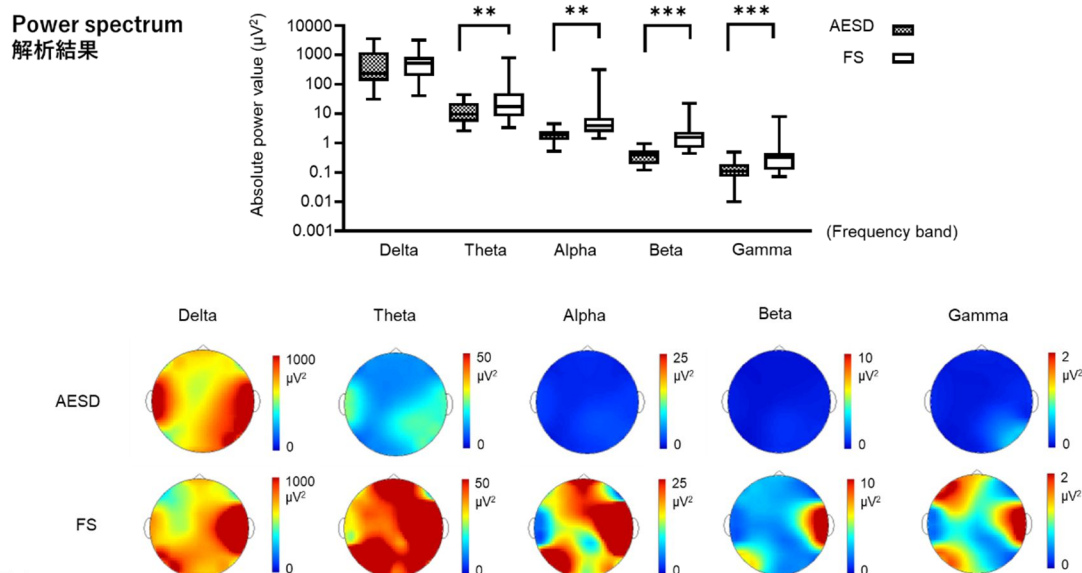 Power spectrum
解析結果
Absolute power value (μV²)
10000
1000
100
10
1
0.1
0.01
0.001
** ** *** ***
AESD
FS
Delta Theta Alpha Beta Gamma
(Frequency band)
Delta Theta Alpha Beta Gamma
AESD
1000 μV² 0
50 μV² 0
25 μV² 0
10 μV² 0
2 μV² 0
FS
1000 μV² 0
50 μV² 0
25 μV² 0
10 μV² 0
2 μV² 0